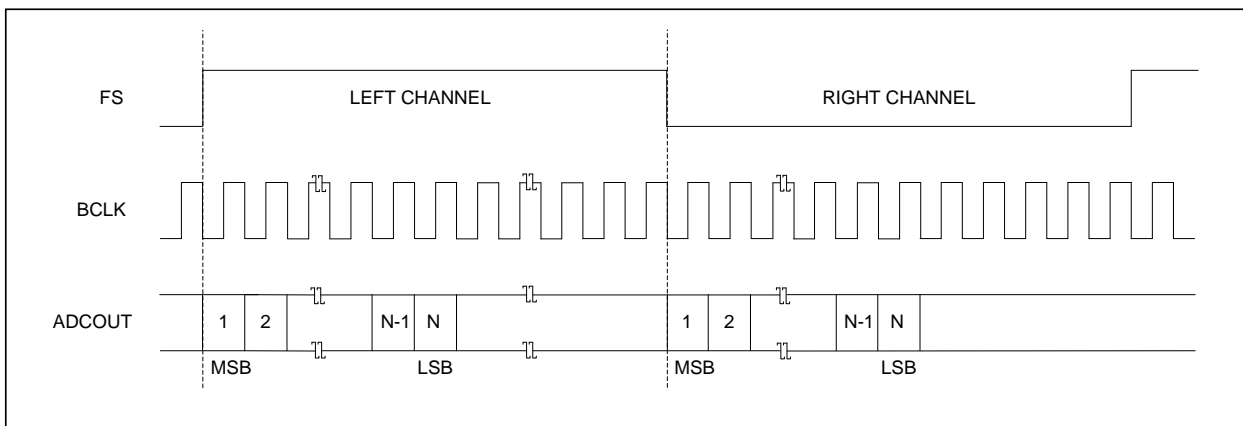 FS
LEFT CHANNEL
RIGHT CHANNEL
BCLK
ADCOUT
1 2 N-1 N 1 2 N-1 N
MSB LSB MSB LSB